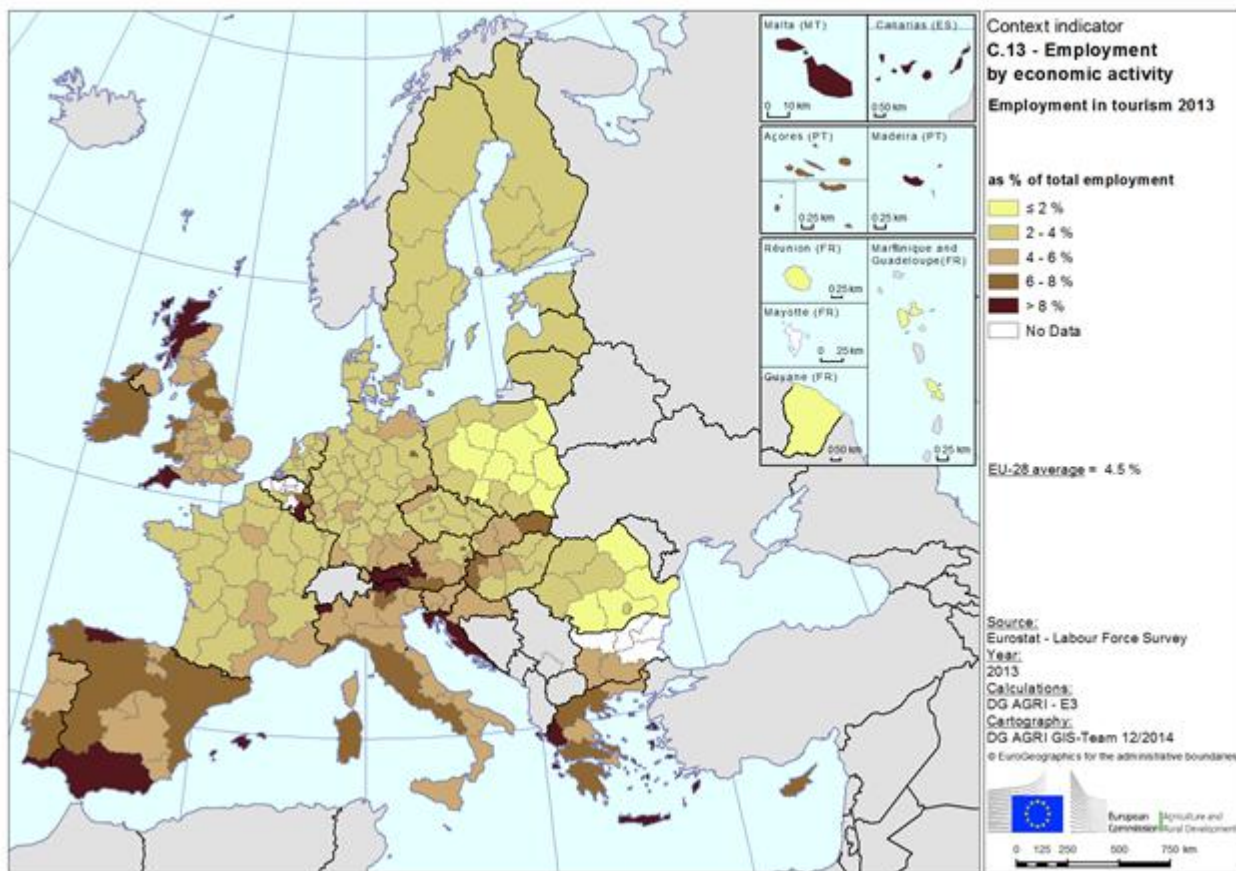 Malta (MT)
0 10 km
Canarias (ES)
0 50 km
Açores (PT)
0 25 km
Madeira (PT)
0 25 km
Réunion (FR)
0 25 km
Martinique and
Guadeloupe(FR)
0 25 km
Mayotte (FR)
0 25 km
Guyane (FR)
0 50 km
Context indicator
C.13 - Employment
by economic activity
Employment in tourism 2013
as % of total employment
≤ 2 %
2 - 4 %
4 - 6 %
6 - 8 %
> 8 %
No Data
EU-28 average = 4.5 %
Source:
Eurostat - Labour Force Survey
Year:
2013
Calculations:
DG AGRI - E3
Cartography:
DG AGRI GIS-Team 12/2014
© EuroGeographics for the administrative boundaries
European
Commission
Agriculture and
Rural Development
0 125 250 500 750 km